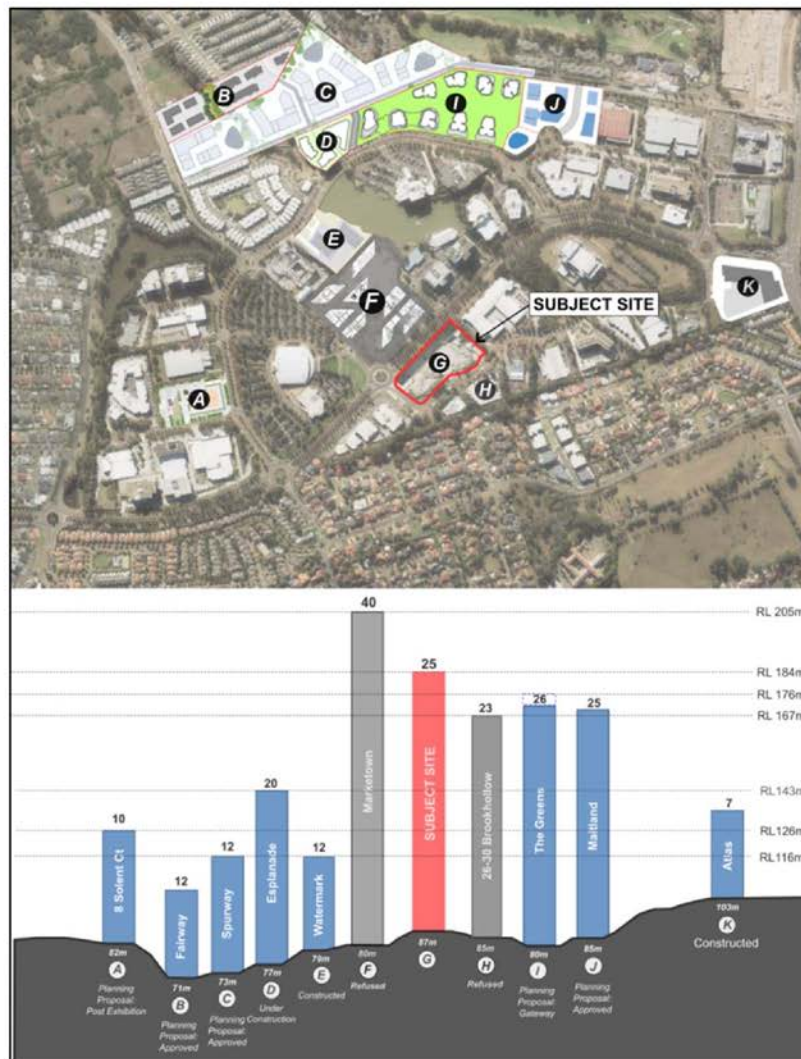 B
C
I
J
D
E
F
K
SUBJECT SITE
G
H
A
40
RL 205m
25
RL 184m
26
RL 176m
23
25
RL 167m
20
RL143m
10
7
RL126m
12
12
12
RL116m
8 Solent Ct
Fairway
Spurway
Esplanade
Watermark
Marketown
SUBJECT SITE
26-30 Brookhollow
The Greens
Maitland
Atlas
82m
A
Planning
Proposal:
Post Exhibition
71m
B
Planning
Proposal:
Approved
73m
C
Planning
Proposal:
Approved
77m
D
Under
Construction
79m
E
Constructed
80m
F
Refused
87m
G
85m
H
Refused
80m
I
Planning
Proposal:
Gateway
85m
J
Planning
Proposal:
Approved
103m
K
Constructed